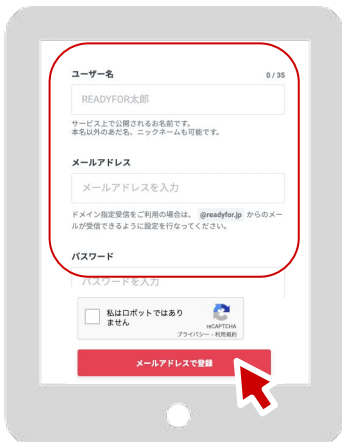 ユーザー名 0 / 35
READYFOR太郎
サービス上で公開されるお名前です。
本名以外のあだ名、ニックネームも可能です。
メールアドレス
メールアドレスを入力
ドメイン指定受信をご利用の場合は、 @readyfor.jp からのメー
ルが受信できるように設定を行なってください。
パスワード
パスワードを入力
私はロボットではあり
ません
reCAPTCHA
プライバシー - 利用規約
メールアドレスで登録